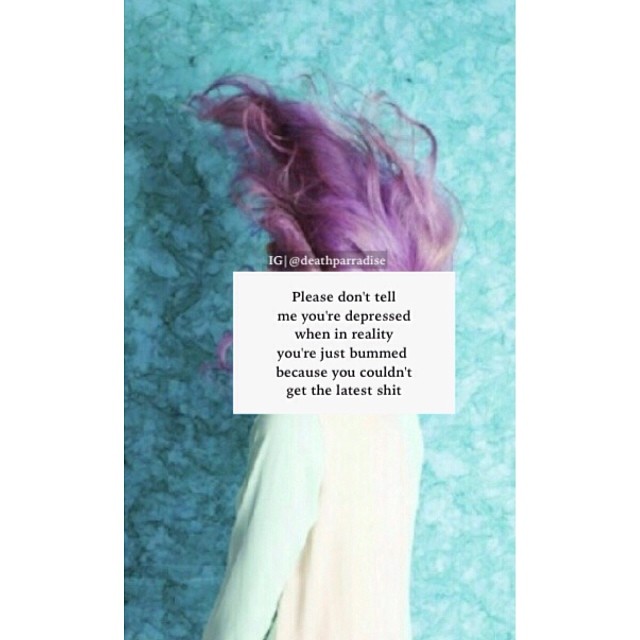 IG|@deathparradise
Please don't tell
me you're depressed
when in reality
you're just bummed
because you couldn't
get the latest shit